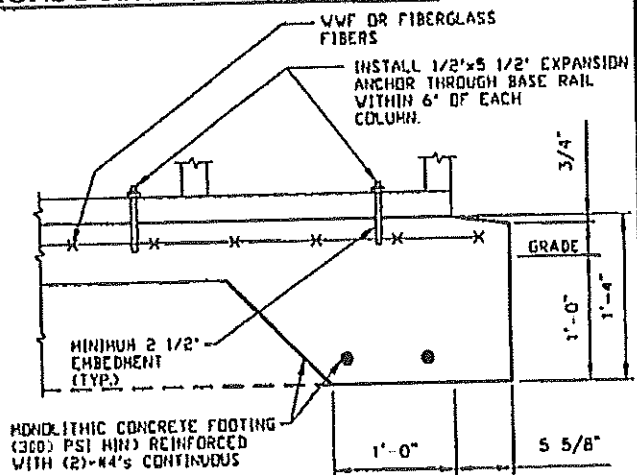 WWF OR FIBERGLASS
FIBERS
INSTALL 1/2"x5 1/2" EXPANSION
ANCHOR THROUGH BASE RAIL
WITHIN 6" OF EACH
COLUMN.
3/4"
GRADE
1'-0"
1'-4"
MINIMUM 2 1/2"
EMBEDMENT
(TYP.)
MONOLITHIC CONCRETE FOOTING
PSI MIN) REINFORCED
WITH (2)-#4's CONTINUOUS
1'-0"
5 5/8"